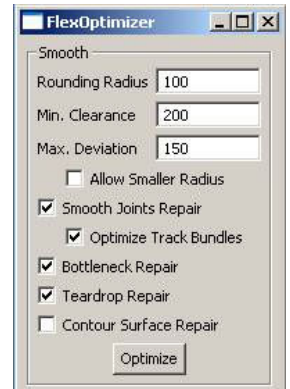 FlexOptimizer
Smooth
Rounding Radius 100
Min. Clearance 200
Max. Deviation 150
Allow Smaller Radius
Smooth Joints Repair
Optimize Track Bundles
Bottleneck Repair
Teardrop Repair
Contour Surface Repair
Optimize